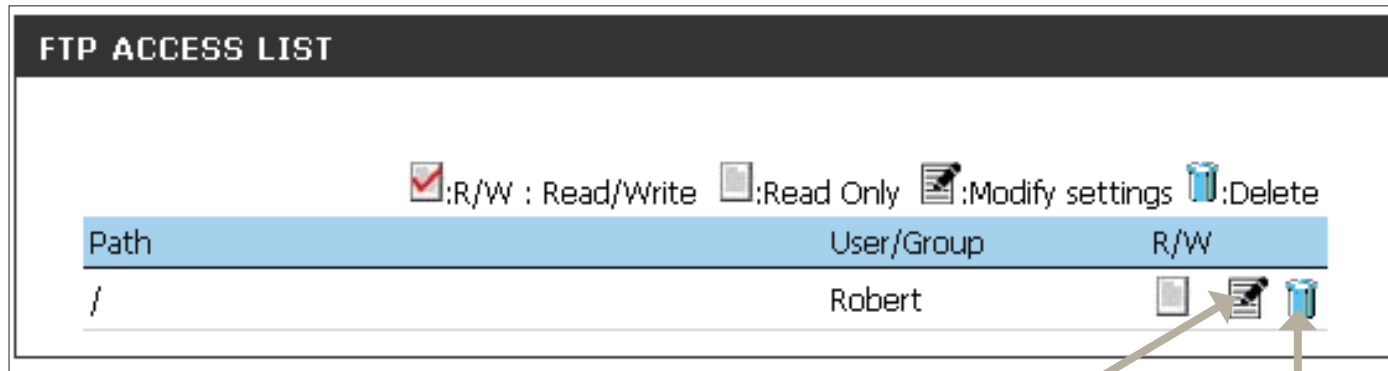 FTP ACCESS LIST
:R/W : Read/Write :Read Only :Modify settings :Delete
Path User/Group R/W
/ Robert